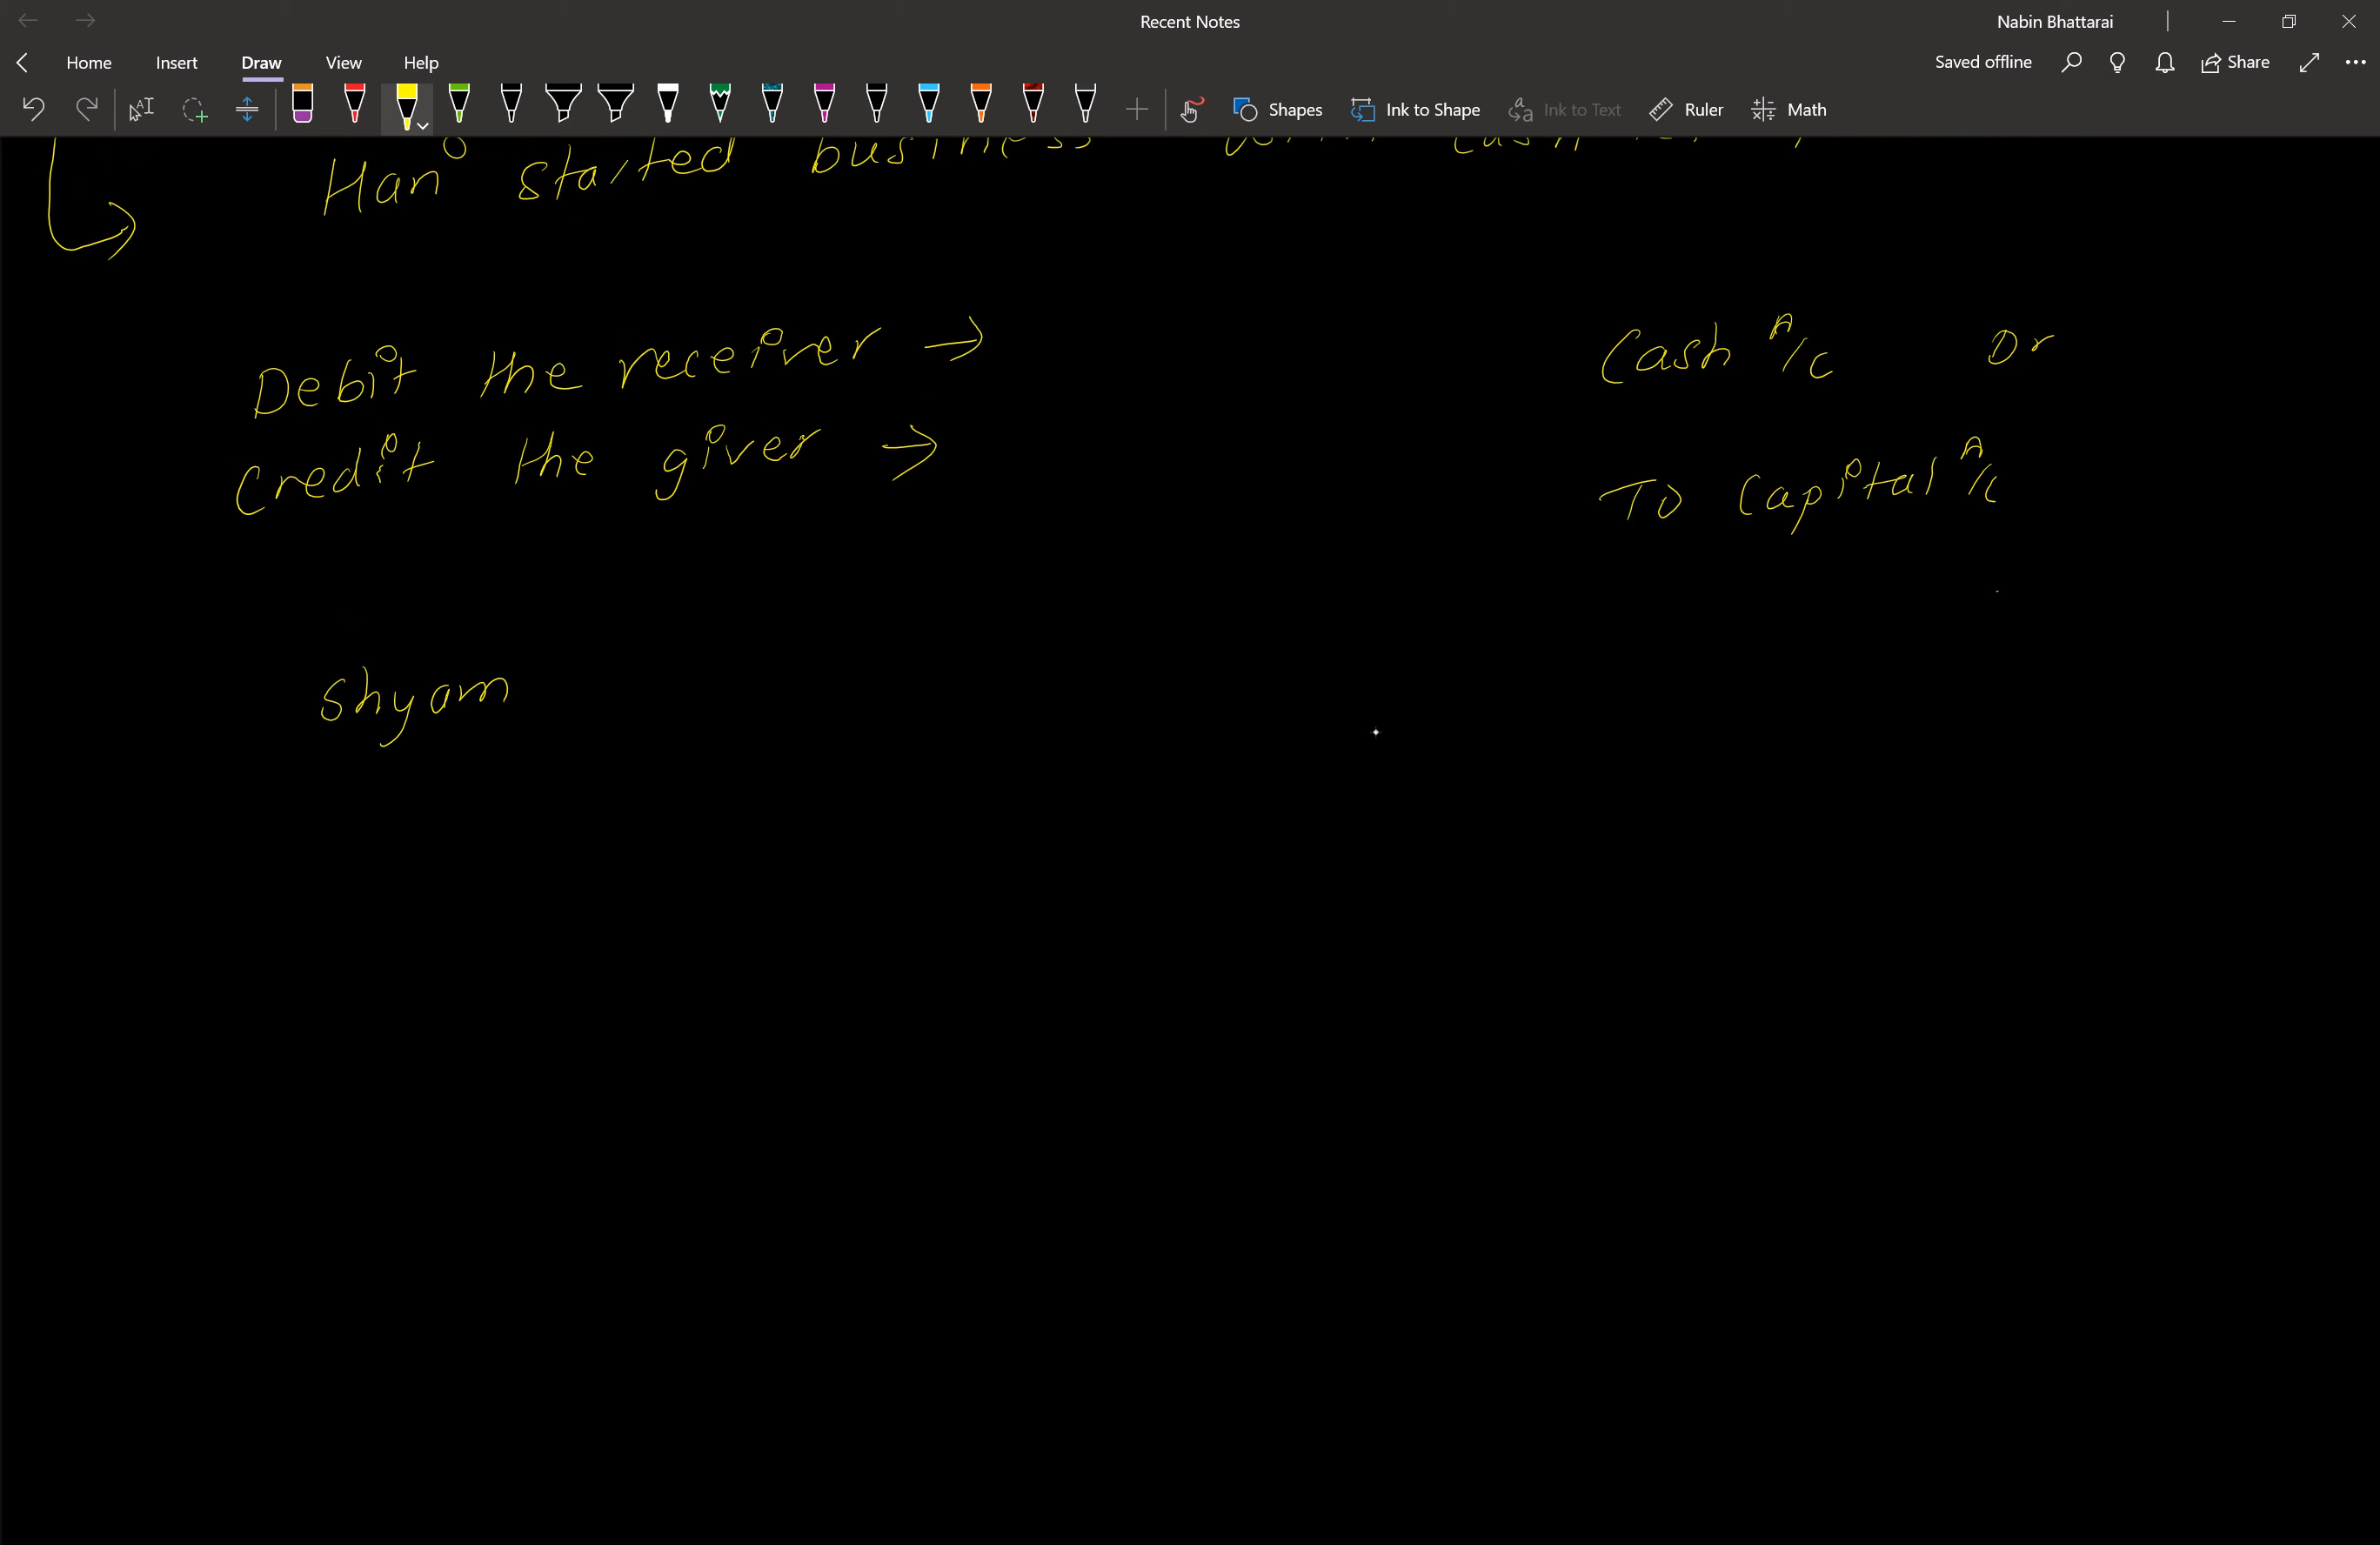 Recent Notes
Nabin Bhattarai
Home Insert Draw View Help
Saved offline
Share
Shapes Ink to Shape Ink to Text Ruler Math
Hari started business cash
Debit the receiver → Cash A/c Dr
Credit the giver → To Capital A/c
Shyam